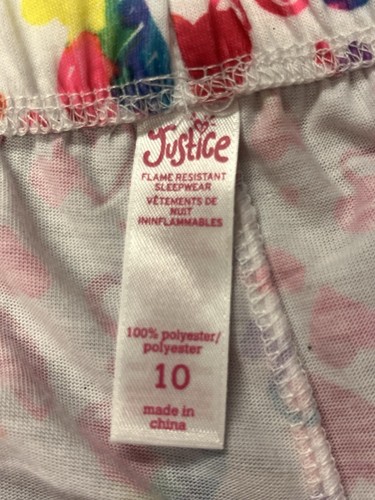 Justice
FLAME RESISTANT
SLEEPWEAR
VÊTEMENTS DE
NUIT
ININFLAMMABLES
100% polyester/
polyester
10
made in
china